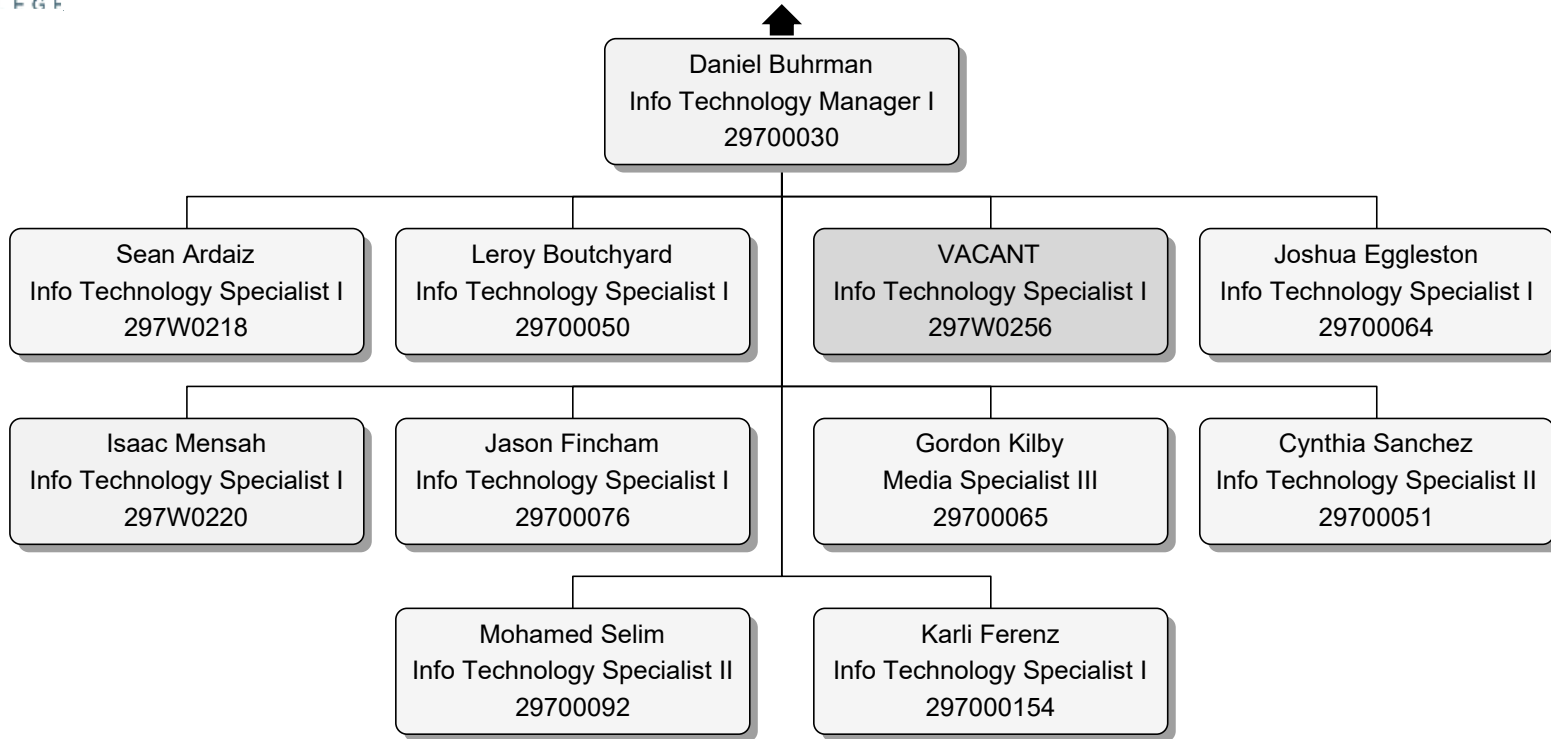 Daniel Buhrman
Info Technology Manager I
29700030
Sean Ardaiz
Info Technology Specialist I
297W0218
Leroy Boutchyard
Info Technology Specialist I
29700050
VACANT
Info Technology Specialist I
297W0256
Joshua Eggleston
Info Technology Specialist I
29700064
Isaac Mensah
Info Technology Specialist I
297W0220
Jason Fincham
Info Technology Specialist I
29700076
Gordon Kilby
Media Specialist III
29700065
Cynthia Sanchez
Info Technology Specialist II
29700051
Mohamed Selim
Info Technology Specialist II
29700092
Karli Ferenz
Info Technology Specialist I
297000154